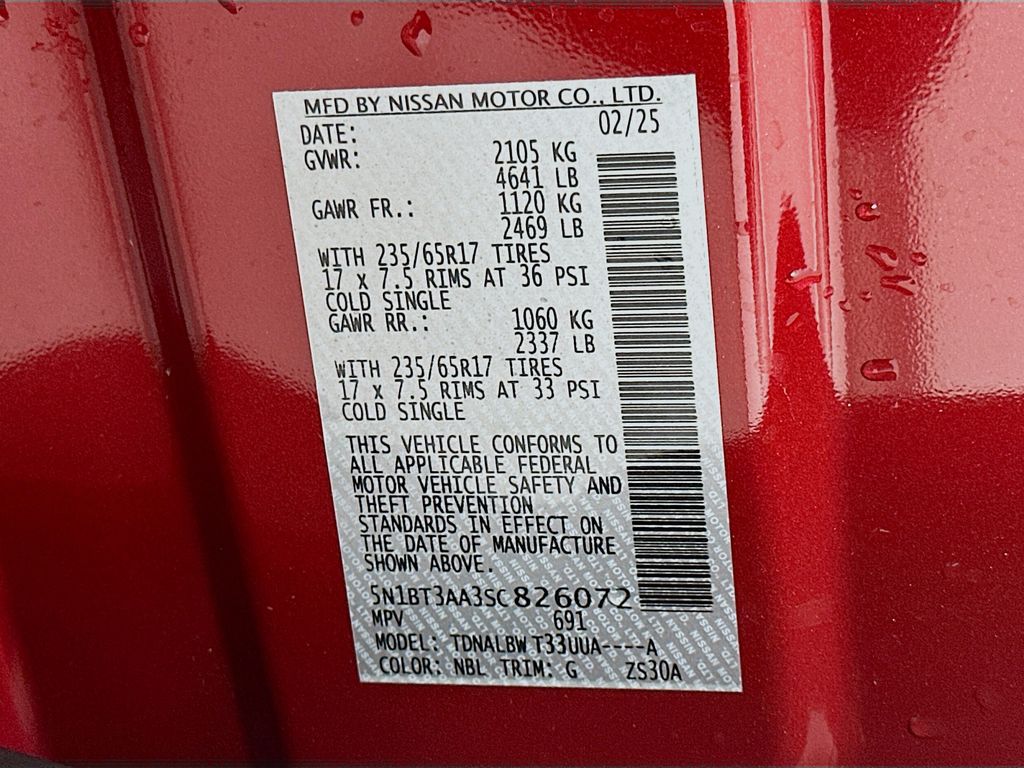 MFD BY NISSAN MOTOR CO., LTD.
DATE: 02/25
GVWR: 2105 KG
4641 LB
GAWR FR.: 1120 KG
2469 LB
WITH 235/65R17 TIRES
17 x 7.5 RIMS AT 36 PSI
COLD SINGLE
GAWR RR.: 1060 KG
2337 LB
WITH 235/65R17 TIRES
17 x 7.5 RIMS AT 33 PSI
COLD SINGLE
THIS VEHICLE CONFORMS TO
ALL APPLICABLE FEDERAL
MOTOR VEHICLE SAFETY AND
THEFT PREVENTION
STANDARDS IN EFFECT ON
THE DATE OF MANUFACTURE
SHOWN ABOVE.
5N1BT3AA3SC826072
MPV 691
MODEL: TDNALBW T33UUA----A
COLOR: NBL TRIM: G ZS30A